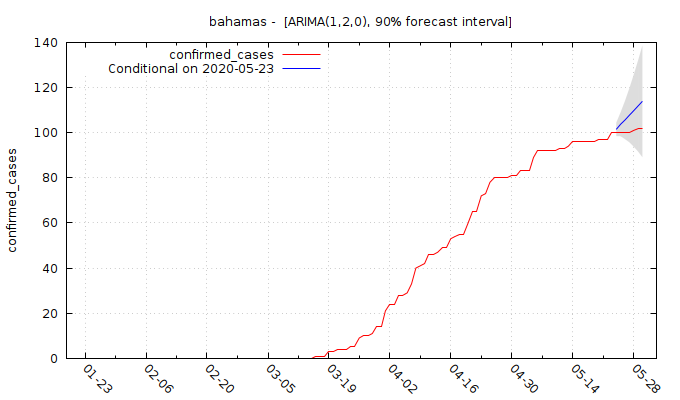 bahamas - [ARIMA(1,2,0), 90% forecast interval]
confirmed_cases
Conditional on 2020-05-23
confirmed_cases
140
120
100
80
60
40
20
0
01-23 02-06 02-20 03-05 03-19 04-02 04-16 04-30 05-14 05-28